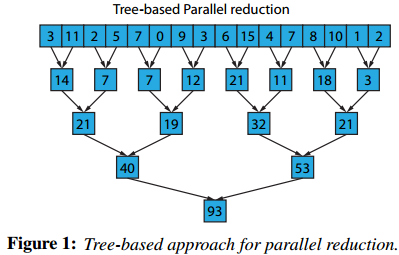 Tree-based Parallel reduction
3 11 2 5 7 0 9 3 6 15 4 7 8 10 1 2
14 7 7 12 21 11 18 3
21 19 32 21
40 53
93
Figure 1: Tree-based approach for parallel reduction.